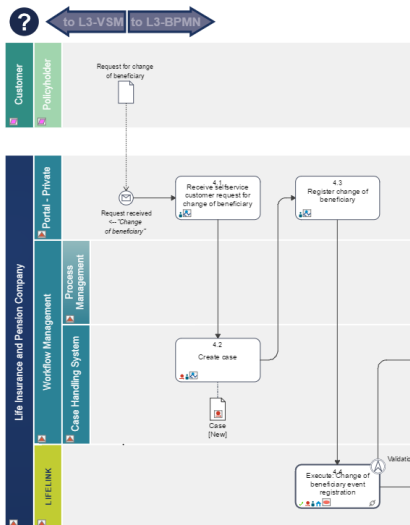 ?
to L3-VSM
to L3-BPMN
Customer
Policyholder
Request for change
of beneficiary
Life Insurance and Pension Company
Portal - Private
Request received
<-- "Change
of beneficiary"
4.1
Receive selfservice
customer request for
change of beneficiary
4.3
Register change of
beneficiary
Workflow Management
Process
Management
Case Handling System
4.2
Create case
Case
[New]
LIFELINK
4.4
Execute: Change of
beneficiary event
registration
A
Validatio